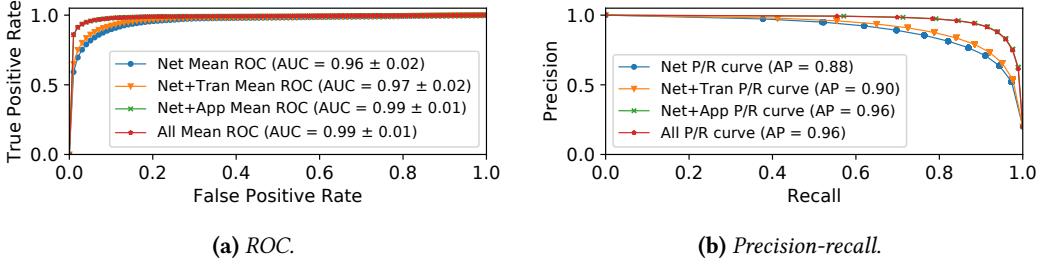 True Positive Rate
1.0
0.5
0.0
Net Mean ROC (AUC = 0.96 ± 0.02)
Net+Tran Mean ROC (AUC = 0.97 ± 0.02)
Net+App Mean ROC (AUC = 0.99 ± 0.01)
All Mean ROC (AUC = 0.99 ± 0.01)
0.0 0.2 0.4 0.6 0.8 1.0
False Positive Rate
(a) ROC.
Precision
1.0
0.5
0.0
Net P/R curve (AP = 0.88)
Net+Tran P/R curve (AP = 0.90)
Net+App P/R curve (AP = 0.96)
All P/R curve (AP = 0.96)
0.0 0.2 0.4 0.6 0.8 1.0
Recall
(b) Precision-recall.